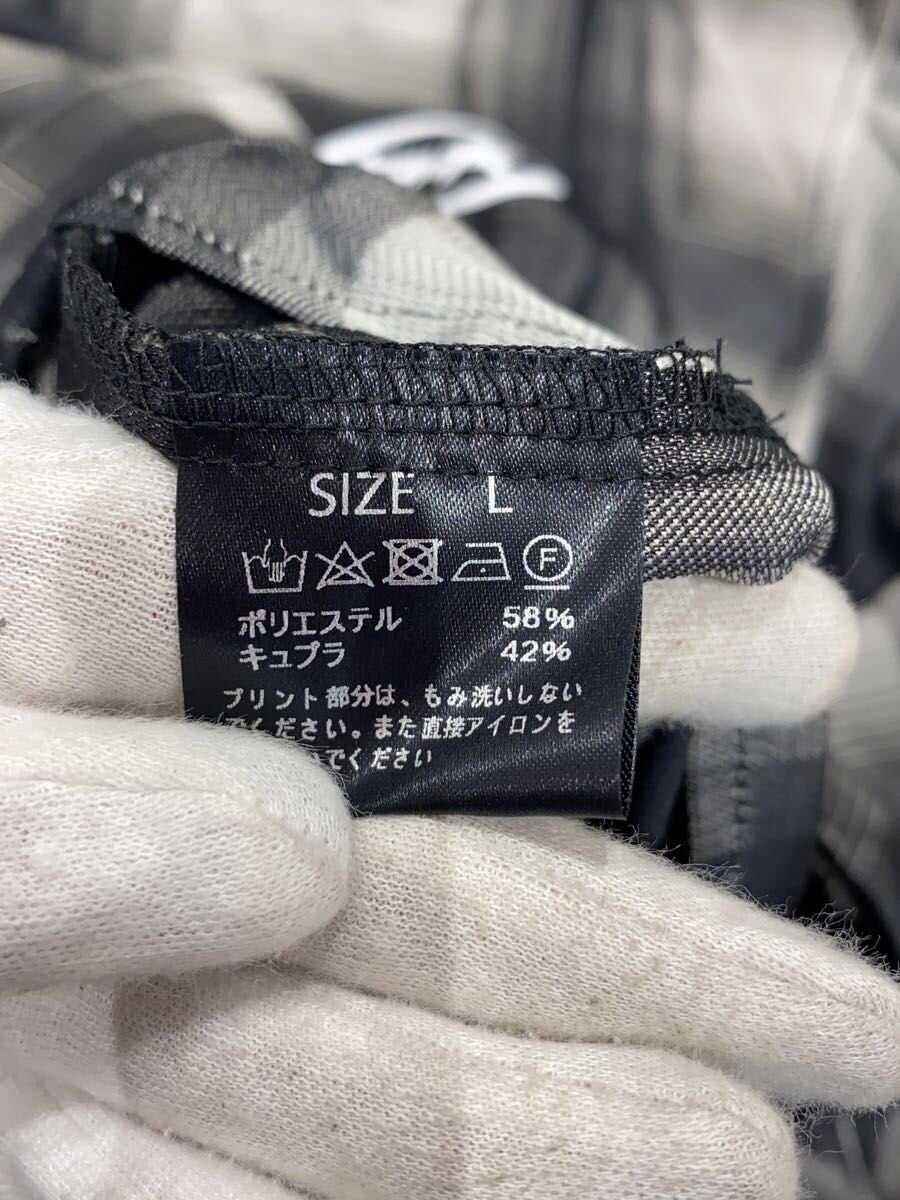 SIZE L
F
ポリエステル 58%
キュプラ 42%
プリント部分は、もみ洗いしない
でください。また直接アイロンを
でください